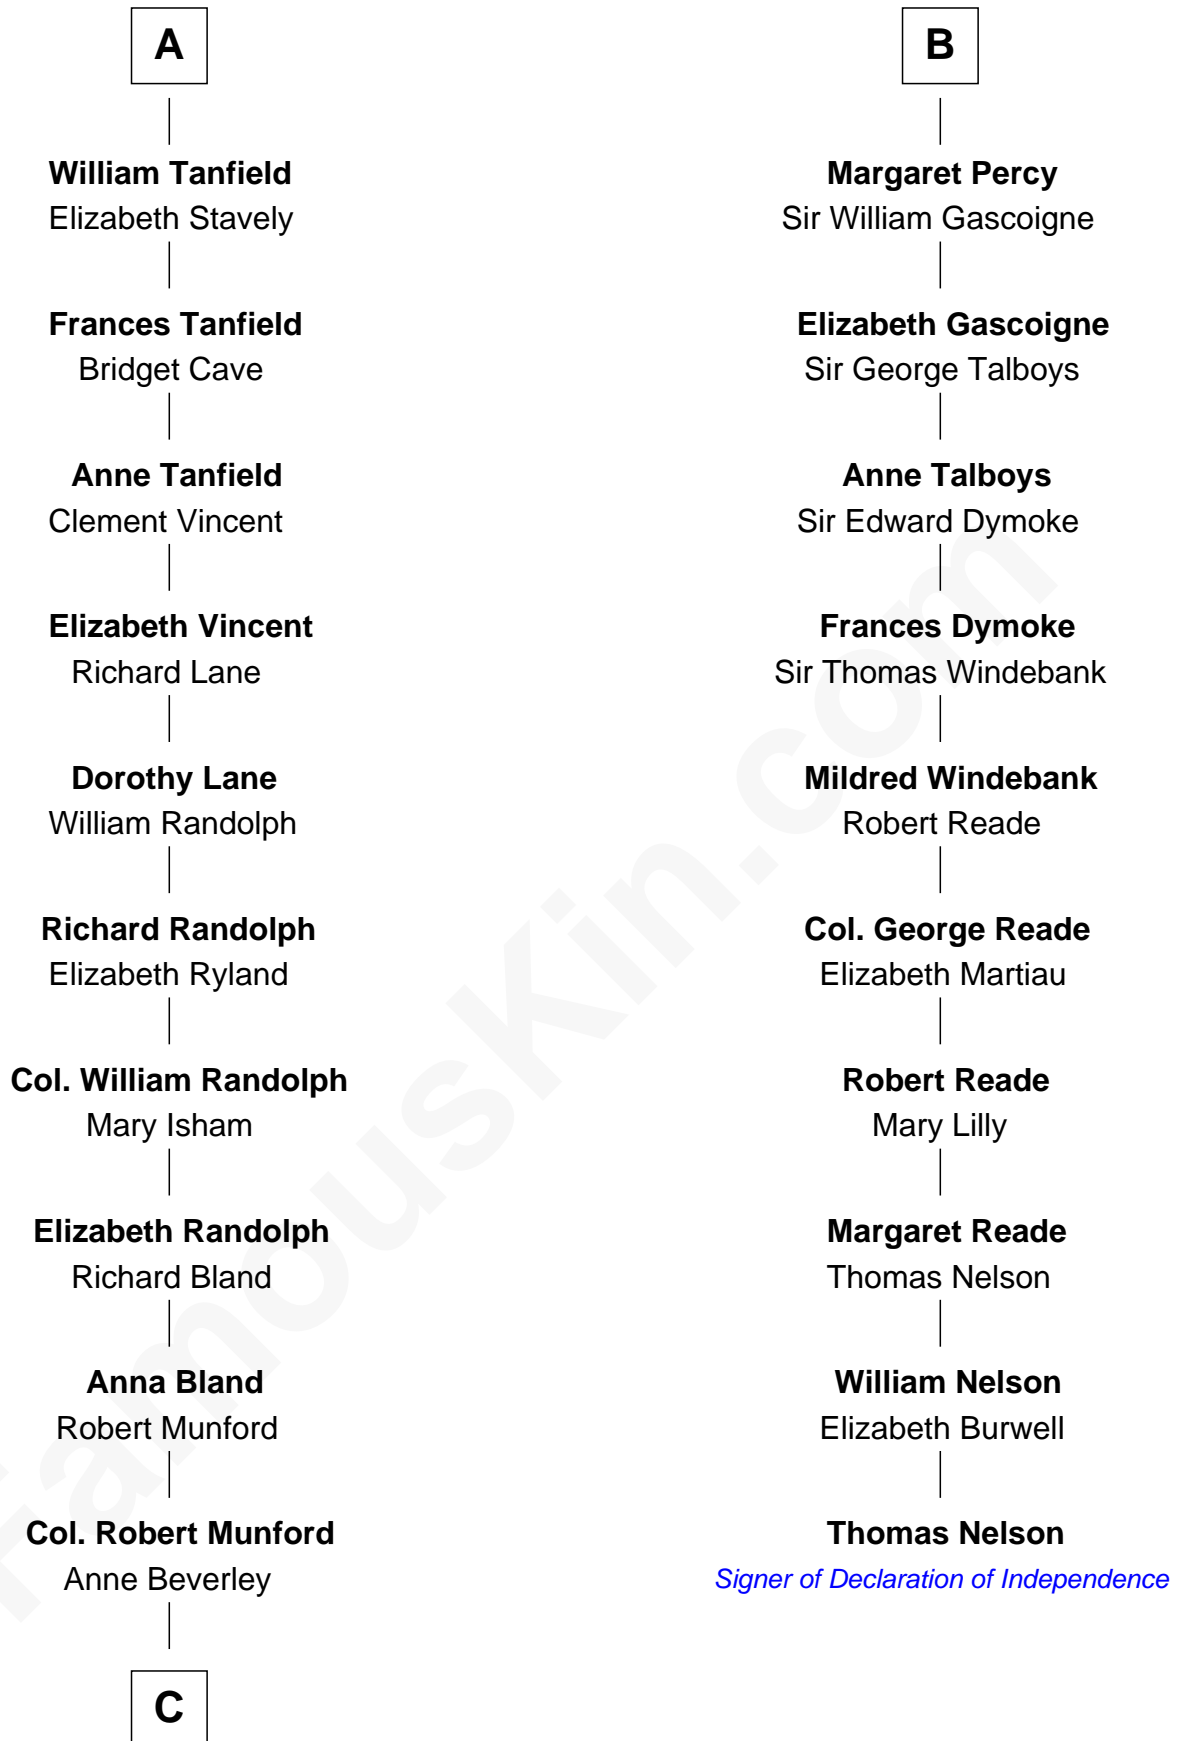 A
William Tanfield
Elizabeth Stavely
Frances Tanfield
Bridget Cave
Anne Tanfield
Clement Vincent
Elizabeth Vincent
Richard Lane
Dorothy Lane
William Randolph
Richard Randolph
Elizabeth Ryland
Col. William Randolph
Mary Isham
Elizabeth Randolph
Richard Bland
Anna Bland
Robert Munford
Col. Robert Munford
Anne Beverley
C
B
Margaret Percy
Sir William Gascoigne
Elizabeth Gascoigne
Sir George Talboys
Anne Talboys
Sir Edward Dymoke
Frances Dymoke
Sir Thomas Windebank
Mildred Windebank
Robert Reade
Col. George Reade
Elizabeth Martiau
Robert Reade
Mary Lilly
Margaret Reade
Thomas Nelson
William Nelson
Elizabeth Burwell
Thomas Nelson
Signer of Declaration of Independence
FamousKin.com